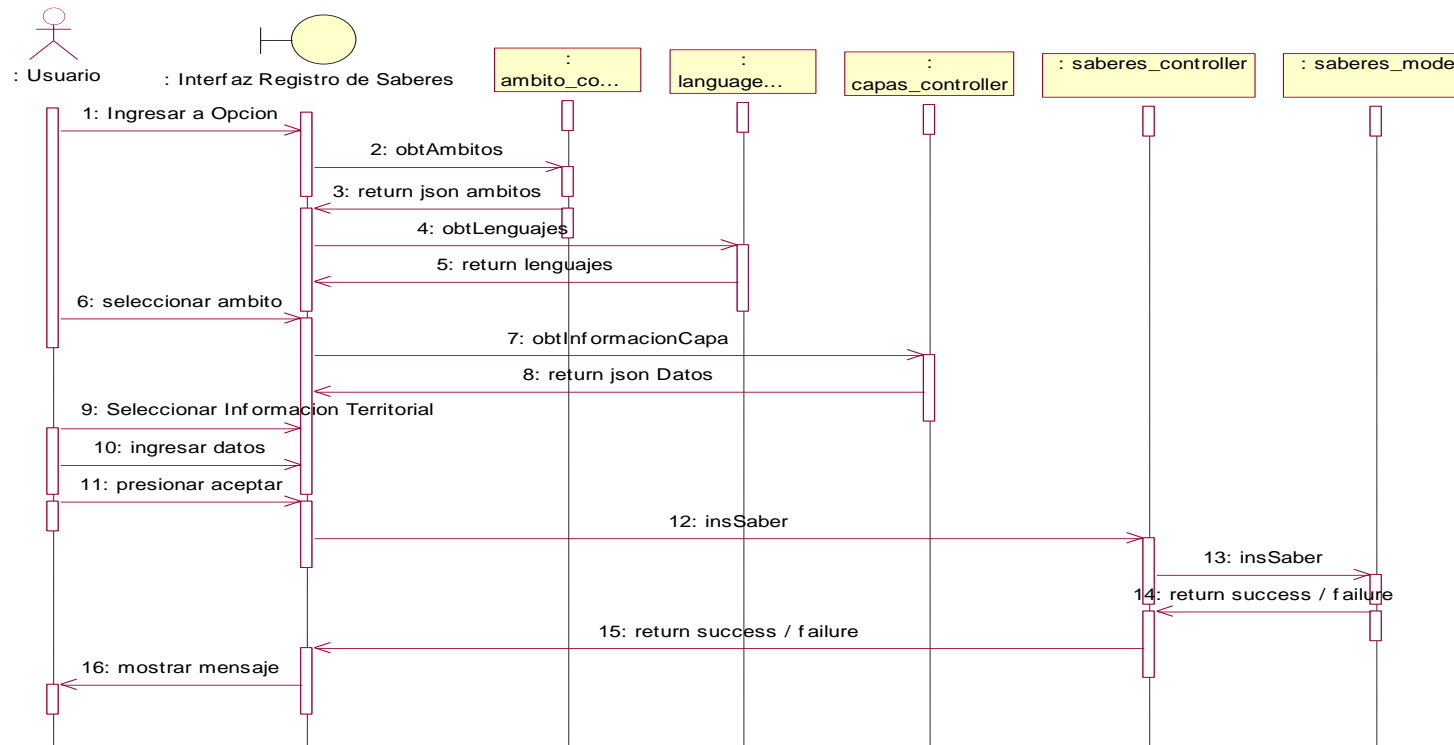 : Usuario
: Interfaz Registro de Saberes
:
ambito_co...
:
language...
:
capas_controller
: saberes_controller
: saberes_mode
1: Ingresar a Opcion
2: obtAmbitos
3: return json ambitos
4: obtLenguajes
5: return lenguajes
6: seleccionar ambito
7: obtInformacionCapa
8: return json Datos
9: Seleccionar Informacion Territorial
10: ingresar datos
11: presionar aceptar
12: insSaber
13: insSaber
14: return success / failure
15: return success / failure
16: mostrar mensaje